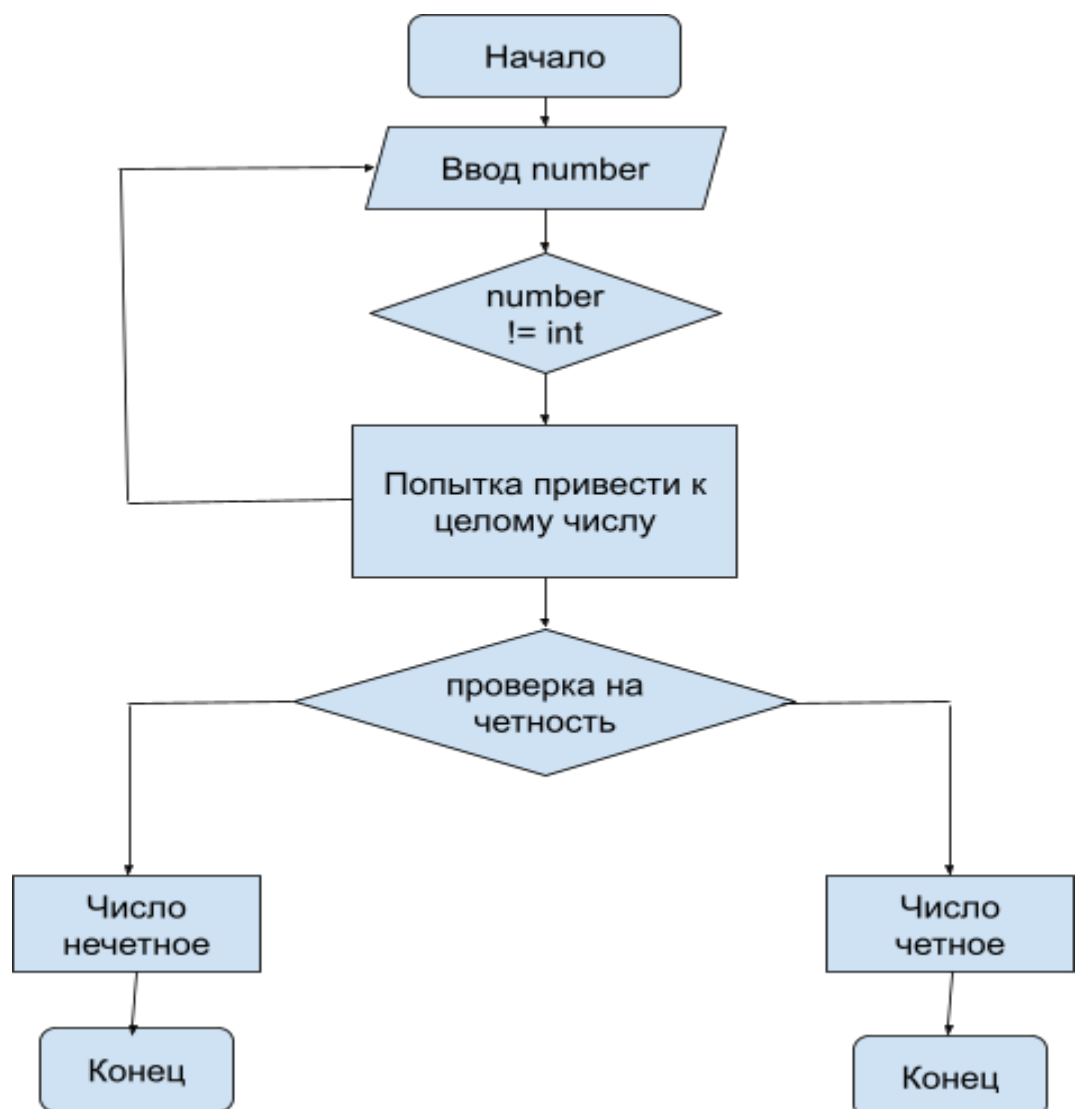 Начало
Ввод number
number
!= int
Попытка привести к
целому числу
проверка на
четность
Число
нечетное
Число
четное
Конец
Конец